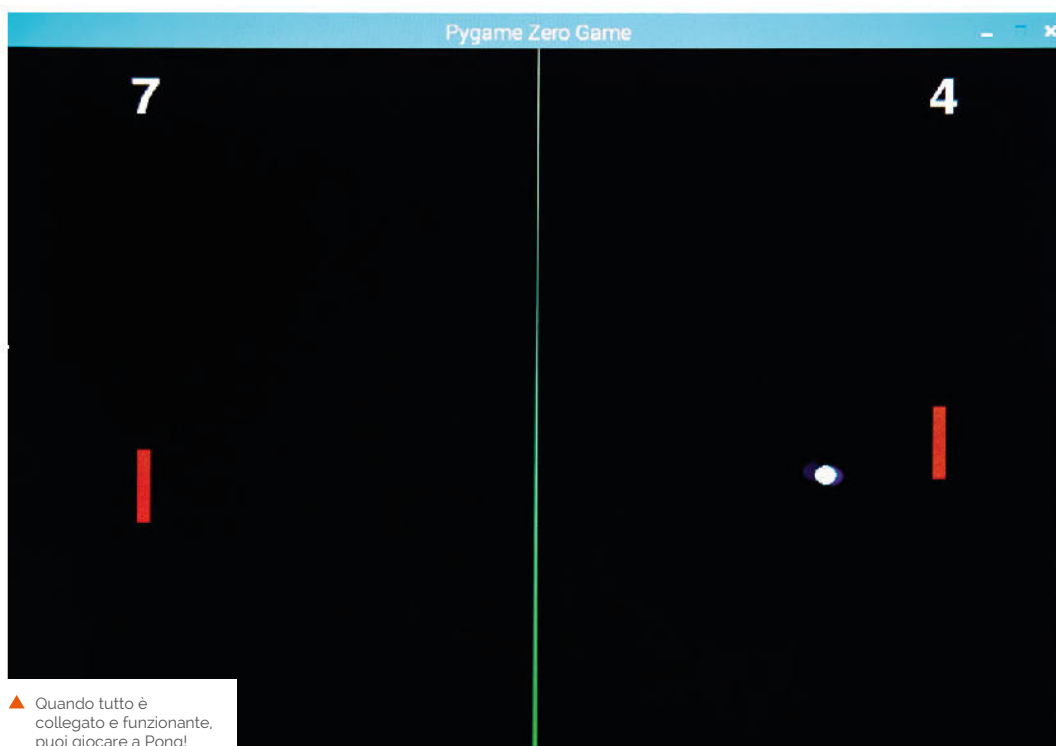 Pygame Zero Game
7 4
Quando tutto è
collegato e funzionante,
puoi giocare a Pong!